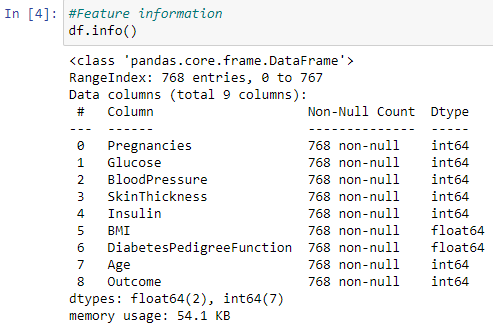 In [4]: #Feature information
df.info()
<class 'pandas.core.frame.DataFrame'>
RangeIndex: 768 entries, 0 to 767
Data columns (total 9 columns):
 #   Column                    Non-Null Count  Dtype
---  ------                    --------------  -----
 0   Pregnancies               768 non-null    int64
 1   Glucose                   768 non-null    int64
 2   BloodPressure             768 non-null    int64
 3   SkinThickness             768 non-null    int64
 4   Insulin                   768 non-null    int64
 5   BMI                       768 non-null    float64
 6   DiabetesPedigreeFunction  768 non-null    float64
 7   Age                       768 non-null    int64
 8   Outcome                   768 non-null    int64
dtypes: float64(2), int64(7)
memory usage: 54.1 KB